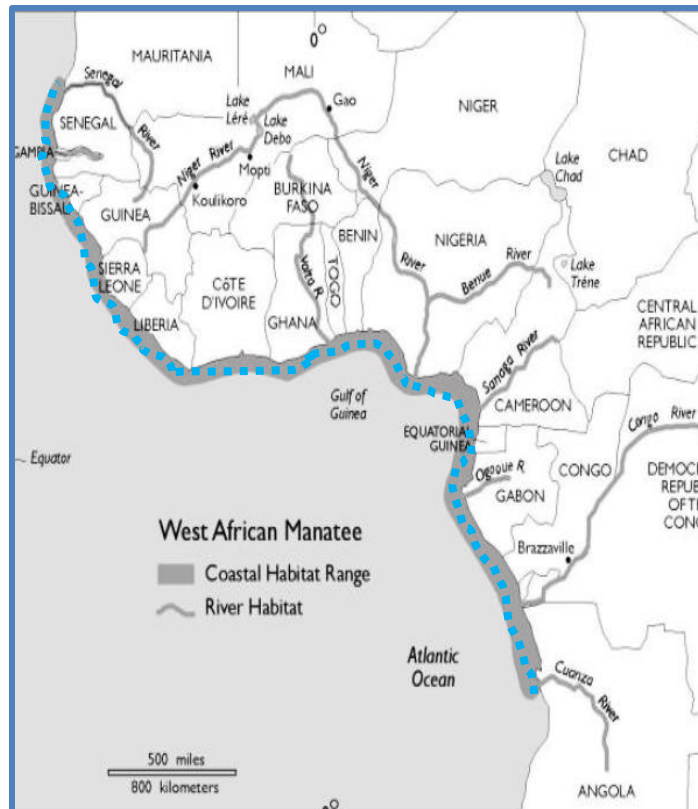 0°
MAURITANIA
MALI
Senegal
River
SENEGAL
GAMBIA
GUINEA-
BISSAU
GUINEA
Lake
Léré
Lake
Debo
Gao
NIGER
CHAD
Niger
River
Mopti
Koulikoro
BURKINA
FASO
Niger
River
BENIN
NIGERIA
Lake
Chad
Benue
River
Lake
Tréne
SIERRA
LEONE
CÔTE
D'IVOIRE
Volta R.
TOGO
GHANA
LIBERIA
CENTRAL
AFRICAN
REPUBLIC
Sanaga River
CAMEROON
Gulf of
Guinea
EQUATORIAL
GUINEA
Congo River
Equator
Ogoque R
GABON
CONGO
DEMOC
REPU
OF TH
CONG
Brazzaville
West African Manatee
Coastal Habitat Range
River Habitat
Atlantic
Ocean
Cuanza
River
500 miles
800 kilometers
ANGOLA